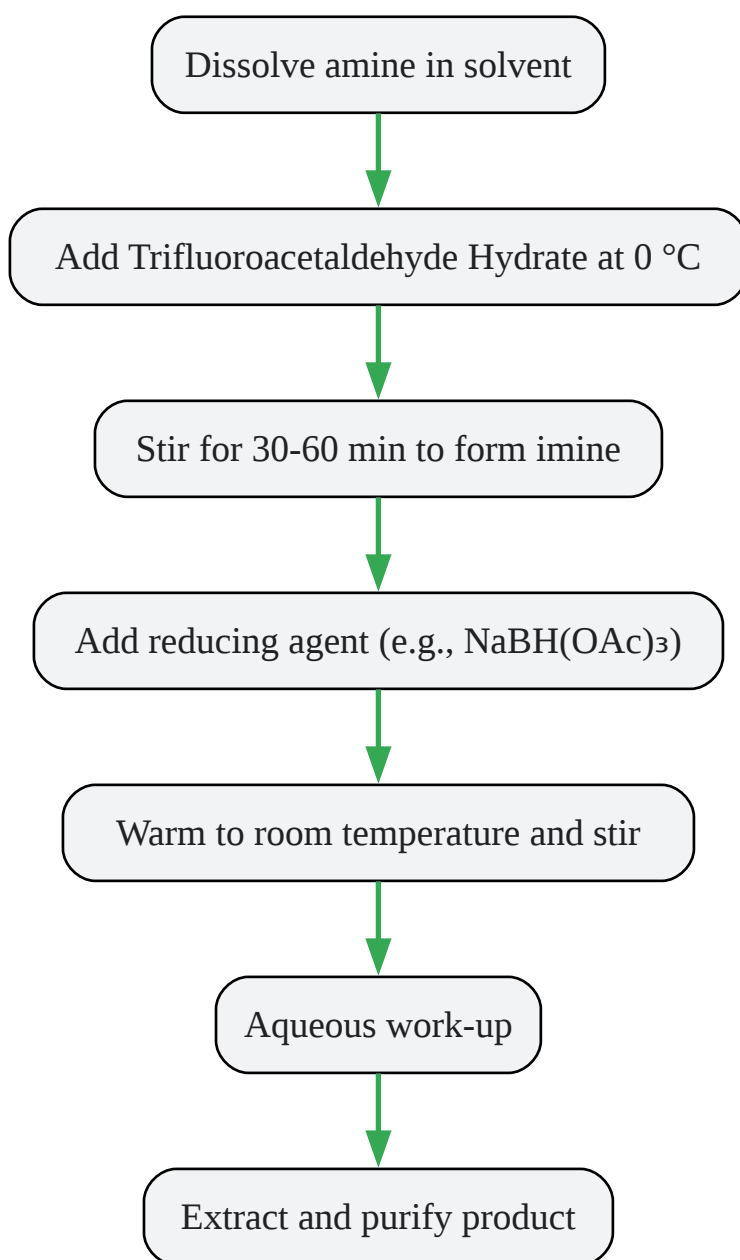 Dissolve amine in solvent
Add Trifluoroacetaldehyde Hydrate at 0 °C
Stir for 30-60 min to form imine
Add reducing agent (e.g., NaBH(OAc)₃)
Warm to room temperature and stir
Aqueous work-up
Extract and purify product